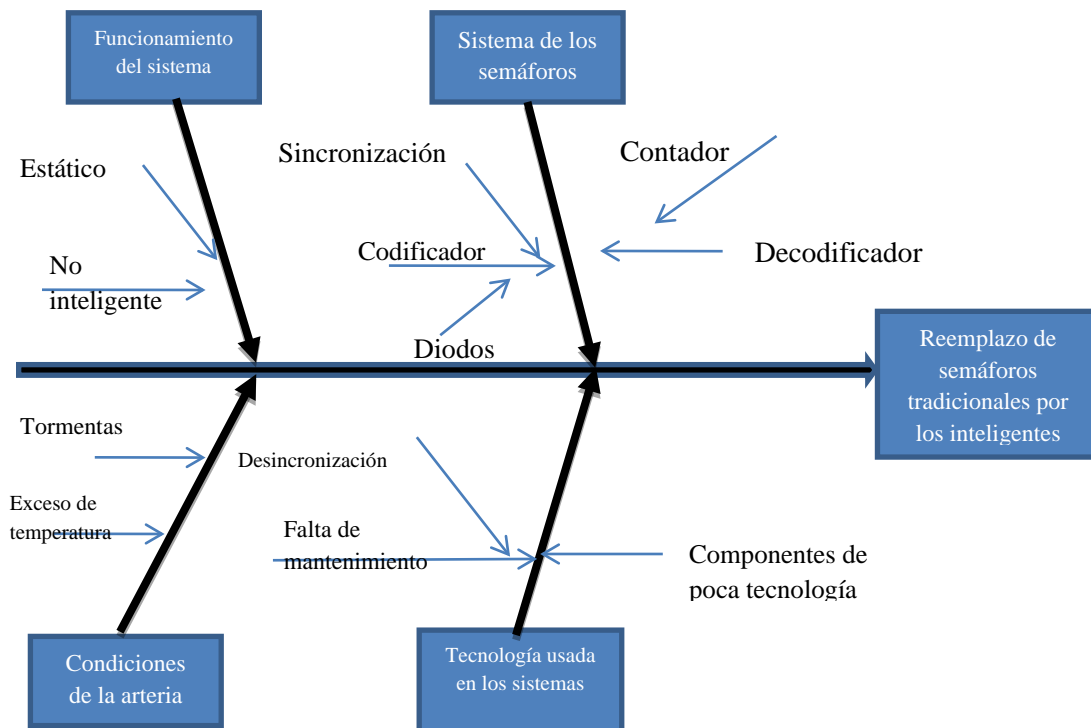 Funcionamiento
del sistema
Sistema de los
semáforos
Estático
No
inteligente
Sincronización
Contador
Codificador
Decodificador
Diodos
Reemplazo de
semáforos
tradicionales por
los inteligentes
Tormentas
Exceso de
temperatura
Desincronización
Falta de
mantenimiento
Componentes de
poca tecnología
Condiciones
de la arteria
Tecnología usada
en los sistemas